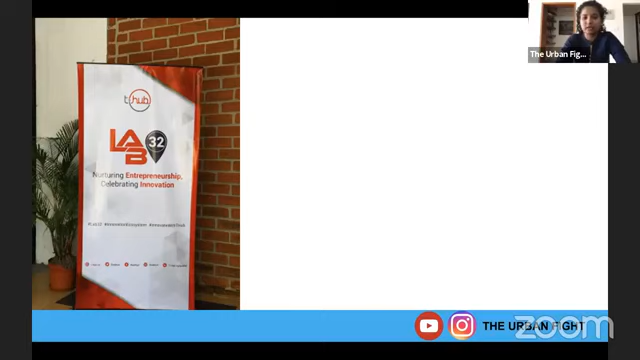 The Urban Fig...
t-hub
LAB
32
Nurturing Entrepreneurship,
Celebrating Innovation
THE URBAN FIGHT
zoom